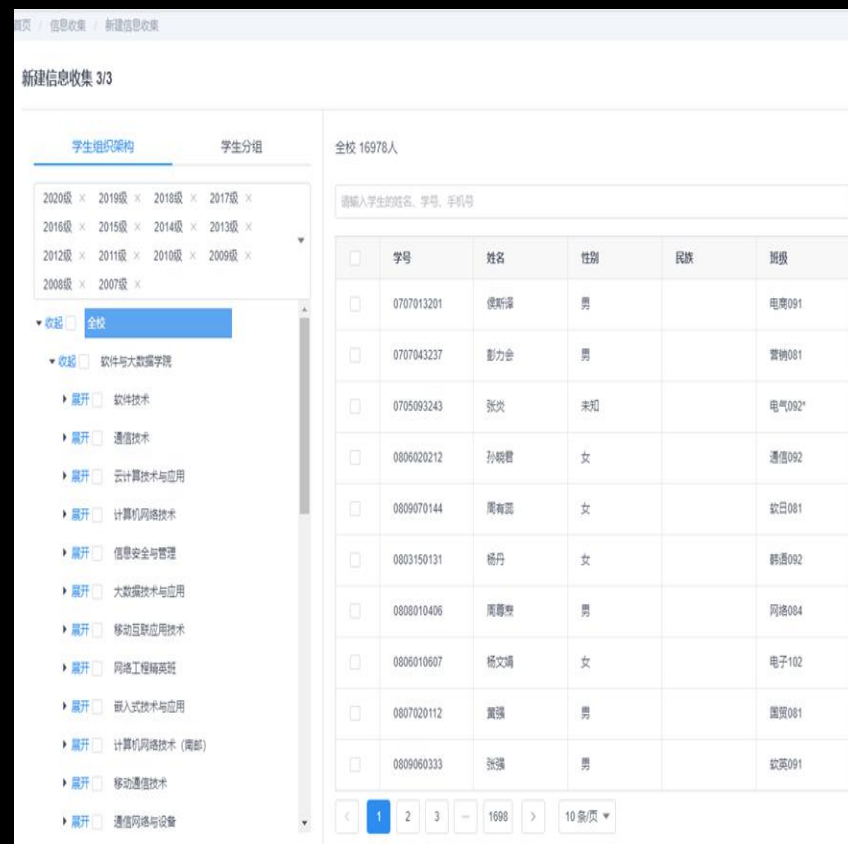 首页 / 信息收集 / 新建信息收集
新建信息收集 3/3
学生组织架构 学生分组
2020级 × 2019级 × 2018级 × 2017级 ×
2016级 × 2015级 × 2014级 × 2013级 ×
2012级 × 2011级 × 2010级 × 2009级 ×
2008级 × 2007级 ×
收起 全校
收起 软件与大数据学院
展开 软件技术
展开 通信技术
展开 云计算技术与应用
展开 计算机网络技术
展开 信息安全与管理
展开 大数据技术与应用
展开 移动互联应用技术
展开 网络工程精英班
展开 嵌入式技术与应用
展开 计算机网络技术（南邮）
展开 移动通信技术
展开 通信网络与设备
全校 16978人
请输入学生的姓名、学号、手机号
学号 姓名 性别 民族 班级
0707013201 侯斯译 男 电商091
0707043237 彭力会 男 营销081
0705093243 张炎 未知 电气092*
0806020212 孙晓君 女 通信092
0809070144 周有蕊 女 软日081
0803150131 杨丹 女 韩语092
0808010406 男 网络084
0806010607 杨文娟 女 电子102
0807020112 黄强 男 国贸081
0809060333 张强 男 软英091
1 2 3 ··· 1698 10 条/页